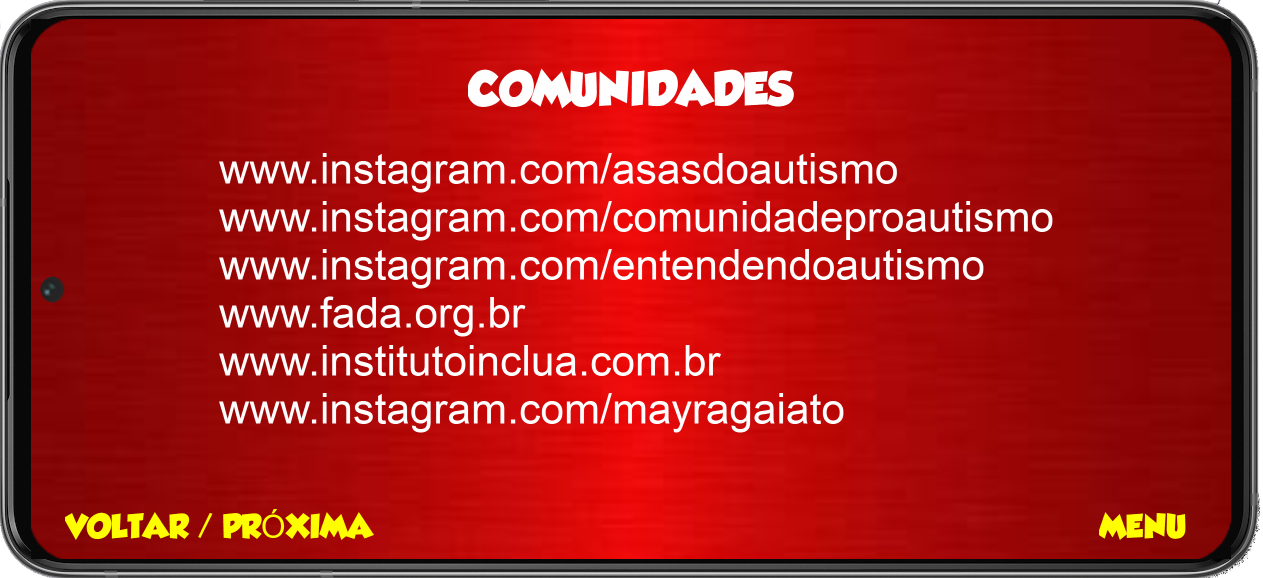 COMUNIDADES
www.instagram.com/asasdoautismo
www.instagram.com/comunidadeproautismo
www.instagram.com/entendendoautismo
www.fada.org.br
www.institutoinclua.com.br
www.instagram.com/mayragaiato
VOLTAR / PRÓXIMA
MENU